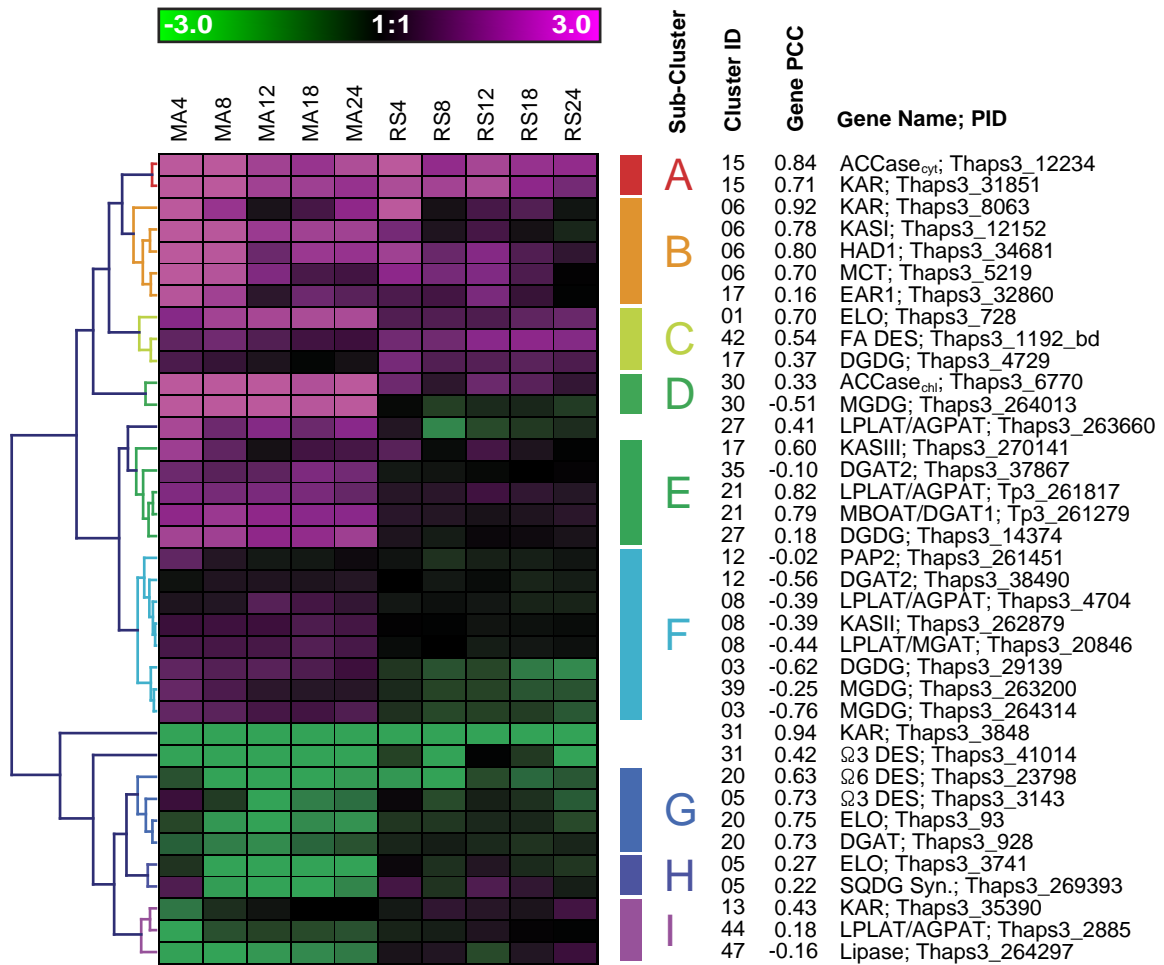 -3.0 1:1 3.0
MA4 MA8 MA12 MA18 MA24 RS4 RS8 RS12 RS18 RS24 Sub-Cluster Cluster ID Gene PCC Gene Name; PID
A 15 0.84 ACCasecyt; Thaps3_12234
15 0.71 KAR; Thaps3_31851
06 0.92 KAR; Thaps3_8063
06 0.78 KASI; Thaps3_12152
B 06 0.80 HAD1; Thaps3_34681
06 0.70 MCT; Thaps3_5219
17 0.16 EAR1; Thaps3_32860
01 0.70 ELO; Thaps3_728
C 42 0.54 FA DES; Thaps3_1192_bd
17 0.37 DGDG; Thaps3_4729
D 30 0.33 ACCasechl; Thaps3_6770
30 -0.51 MGDG; Thaps3_264013
27 0.41 LPLAT/AGPAT; Thaps3_263660
17 0.60 KASIII; Thaps3_270141
35 -0.10 DGAT2; Thaps3_37867
E 21 0.82 LPLAT/AGPAT; Tp3_261817
21 0.79 MBOAT/DGAT1; Tp3_261279
27 0.18 DGDG; Thaps3_14374
12 -0.02 PAP2; Thaps3_261451
12 -0.56 DGAT2; Thaps3_38490
08 -0.39 LPLAT/AGPAT; Thaps3_4704
F 08 -0.39 KASII; Thaps3_262879
08 -0.44 LPLAT/MGAT; Thaps3_20846
03 -0.62 DGDG; Thaps3_29139
39 -0.25 MGDG; Thaps3_263200
03 -0.76 MGDG; Thaps3_264314
31 0.94 KAR; Thaps3_3848
31 0.42 Ω3 DES; Thaps3_41014
20 0.63 Ω6 DES; Thaps3_23798
G 05 0.73 Ω3 DES; Thaps3_3143
20 0.75 ELO; Thaps3_93
20 0.73 DGAT; Thaps3_928
H 05 0.27 ELO; Thaps3_3741
05 0.22 SQDG Syn.; Thaps3_269393
13 0.43 KAR; Thaps3_35390
I 44 0.18 LPLAT/AGPAT; Thaps3_2885
47 -0.16 Lipase; Thaps3_264297